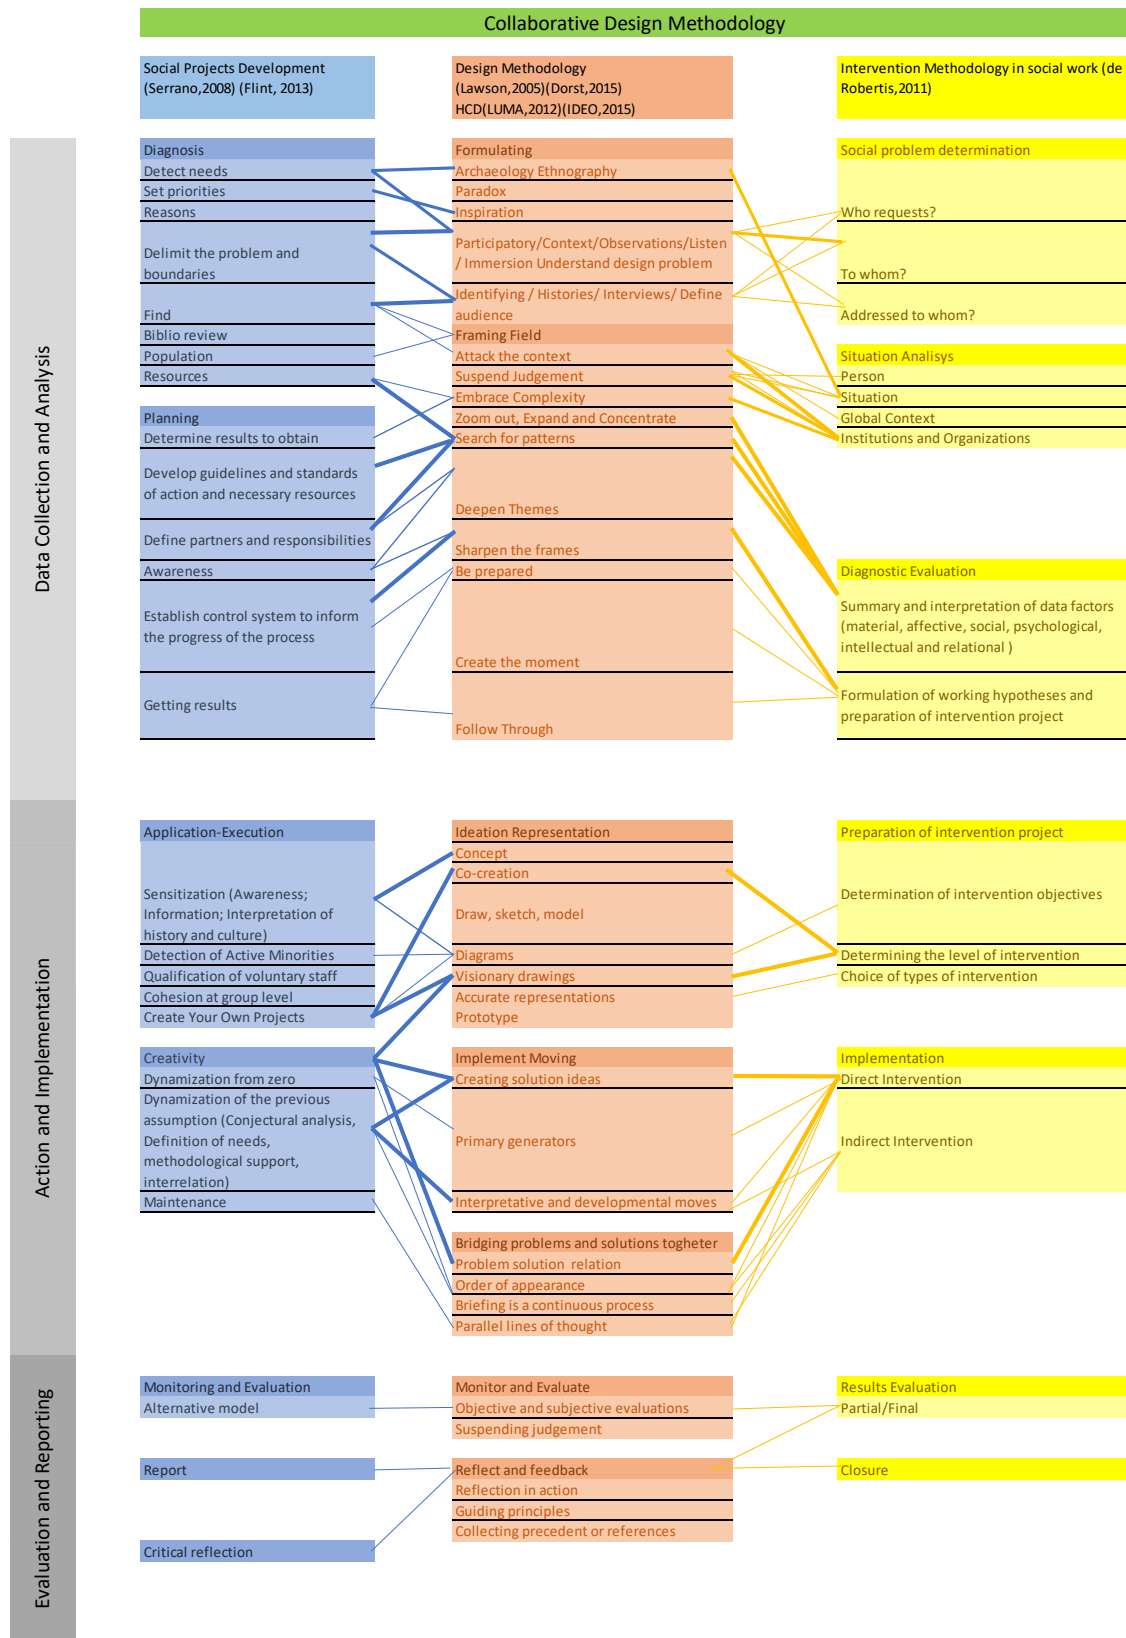 Collaborative Design Methodology
Social Projects Development
(Serrano,2008) (Flint, 2013)
Design Methodology
(Lawson,2005)(Dorst,2015)
HCD(LUMA,2012)(IDEO,2015)
Intervention Methodology in social work (de
Robertis,2011)
Data Collection and Analysis
Diagnosis
Detect needs
Set priorities
Reasons
Delimit the problem and
boundaries
Find
Biblio review
Population
Resources
Planning
Determine results to obtain
Develop guidelines and standards
of action and necessary resources
Define partners and responsibilities
Awareness
Establish control system to inform
the progress of the process
Getting results
Formulating
Archaeology Ethnography
Paradox
Inspiration
Participatory/Context/Observations/Listen
/ Immersion Understand design problem
Identifying / Histories/ Interviews/ Define
audience
Framing Field
Attack the context
Suspend Judgement
Embrace Complexity
Zoom out, Expand and Concentrate
Search for patterns
Deepen Themes
Sharpen the frames
Be prepared
Create the moment
Follow Through
Social problem determination
Who requests?
To whom?
Addressed to whom?
Situation Analisys
Person
Situation
Global Context
Institutions and Organizations
Diagnostic Evaluation
Summary and interpretation of data factors
(material, affective, social, psychological,
intellectual and relational )
Formulation of working hypotheses and
preparation of intervention project
Action and Implementation
Application-Execution
Sensitization (Awareness;
Information; Interpretation of
history and culture)
Detection of Active Minorities
Qualification of voluntary staff
Cohesion at group level
Create Your Own Projects
Creativity
Dynamization from zero
Dynamization of the previous
assumption (Conjectural analysis,
Definition of needs,
methodological support,
interrelation)
Maintenance
Ideation Representation
Concept
Co-creation
Draw, sketch, model
Diagrams
Visionary drawings
Accurate representations
Prototype
Implement Moving
Creating solution ideas
Primary generators
Interpretative and developmental moves
Bridging problems and solutions togheter
Problem solution relation
Order of appearance
Briefing is a continuous process
Parallel lines of thought
Preparation of intervention project
Determination of intervention objectives
Determining the level of intervention
Choice of types of intervention
Implementation
Direct Intervention
Indirect Intervention
Evaluation and Reporting
Monitoring and Evaluation
Alternative model
Report
Critical reflection
Monitor and Evaluate
Objective and subjective evaluations
Suspending judgement
Reflect and feedback
Reflection in action
Guiding principles
Collecting precedent or references
Results Evaluation
Partial/Final
Closure